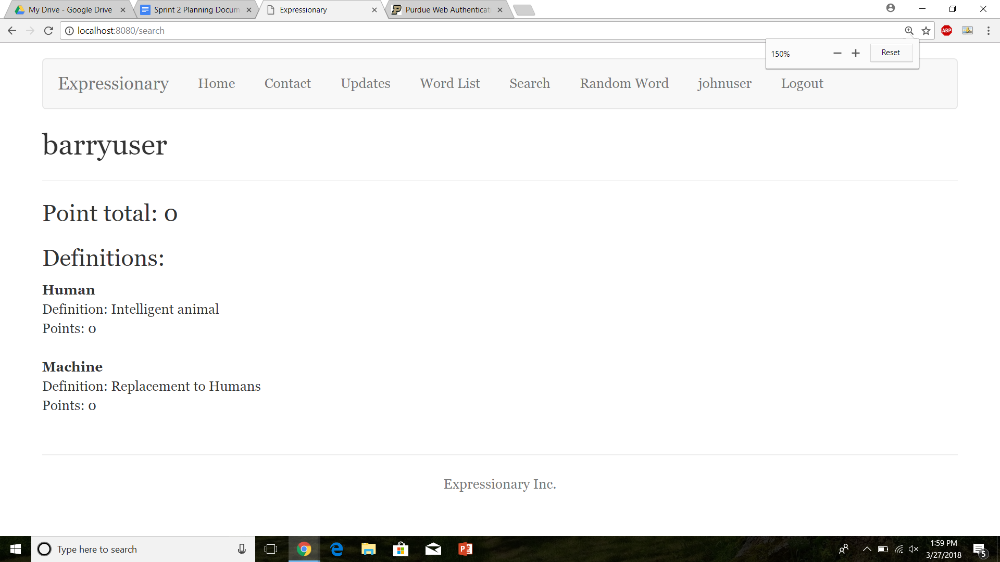 My Drive - Google Drive
Sprint 2 Planning Docum
Expressionary
Purdue Web Authenticati
localhost:8080/search
ABP
150%
Reset
Expressionary Home Contact Updates Word List Search Random Word johnuser Logout
barryuser
Point total: 0
Definitions:
Human
Definition: Intelligent animal
Points: 0
Machine
Definition: Replacement to Humans
Points: 0
Expressionary Inc.
Type here to search
1:59 PM
3/27/2018
5